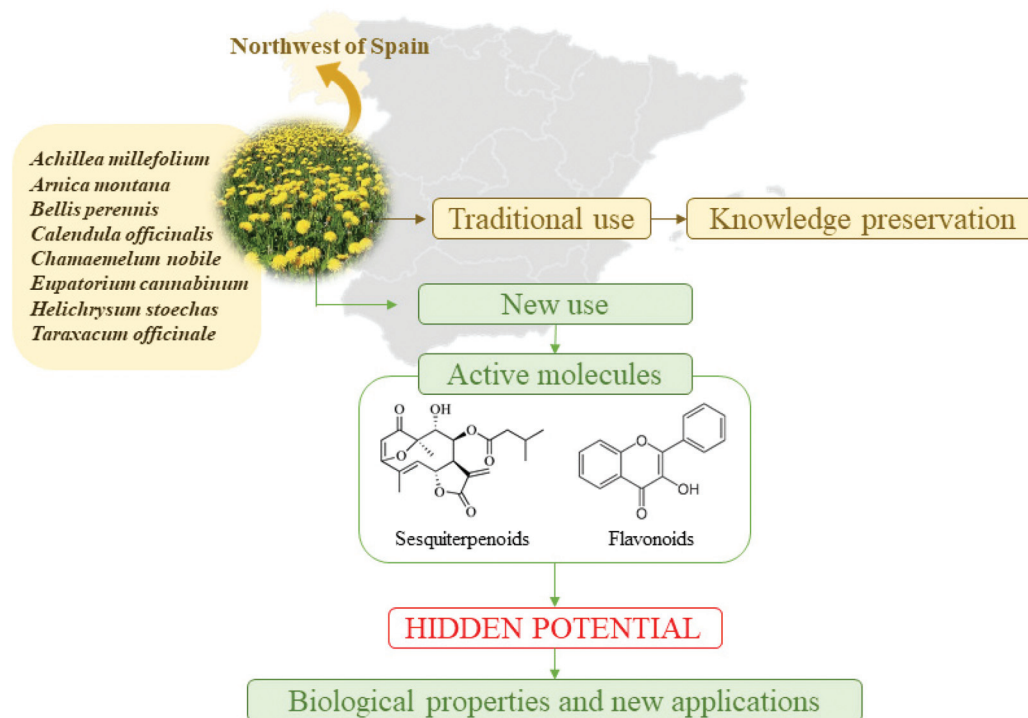 Northwest of Spain
Achillea millefolium
Arnica montana
Bellis perennis
Calendula officinalis
Chamaemelum nobile
Eupatorium cannabinum
Helichrysum stoechas
Taraxacum officinale
Traditional use
Knowledge preservation
New use
Active molecules
O
OH
O
O
O
O
O
O
O
OH
Sesquiterpenoids
Flavonoids
HIDDEN POTENTIAL
Biological properties and new applications